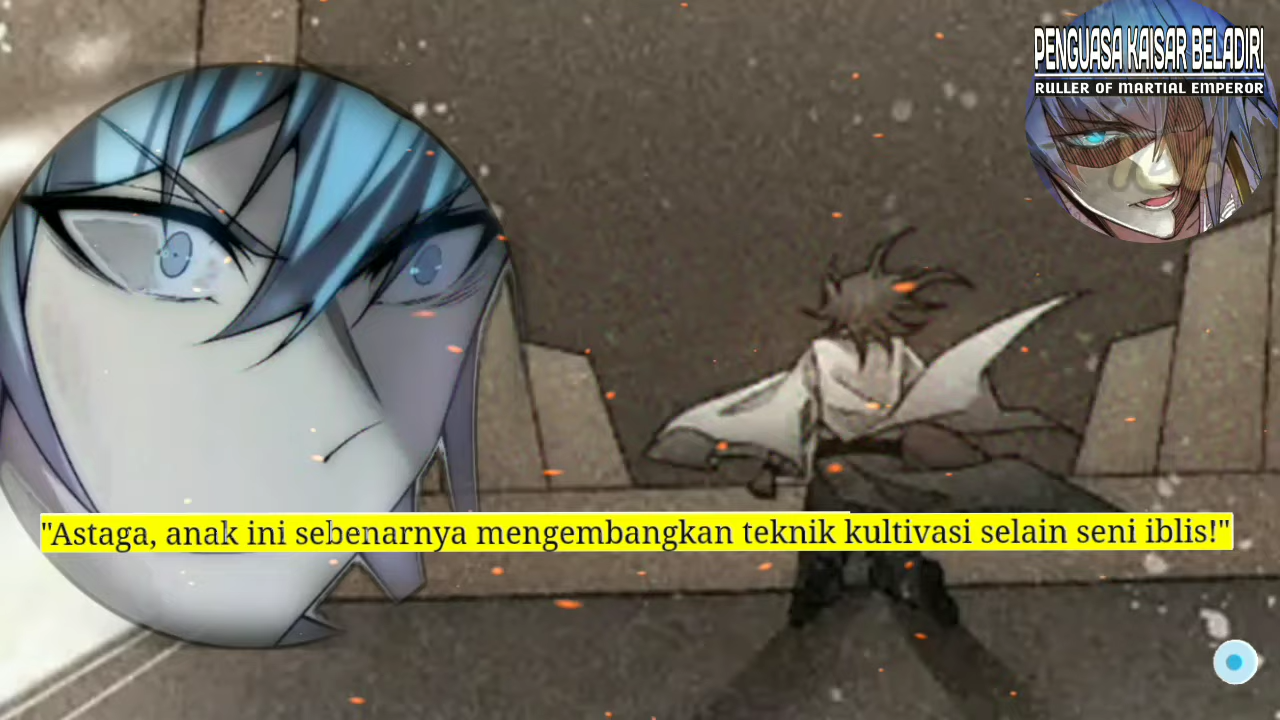 PENGUASA KAISAR BELADIRI
RULLER OF MARTIAL EMPEROR
"Astaga, anak ini sebenarnya mengembangkan teknik kultivasi selain seni iblis!"